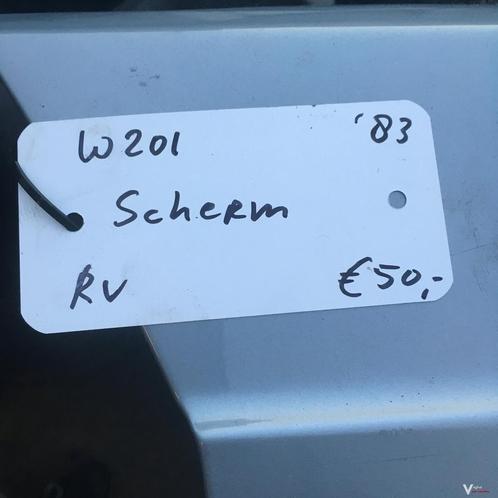 W201 '83
Scherm
RV €50,-